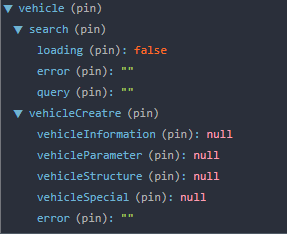 vehicle (pin)
search (pin)
loading (pin): false
error (pin): ""
query (pin): ""
vehicleCreatre (pin)
vehicleInformation (pin): null
vehicleParameter (pin): null
vehicleStructure (pin): null
vehicleSpecial (pin): null
error (pin): ""